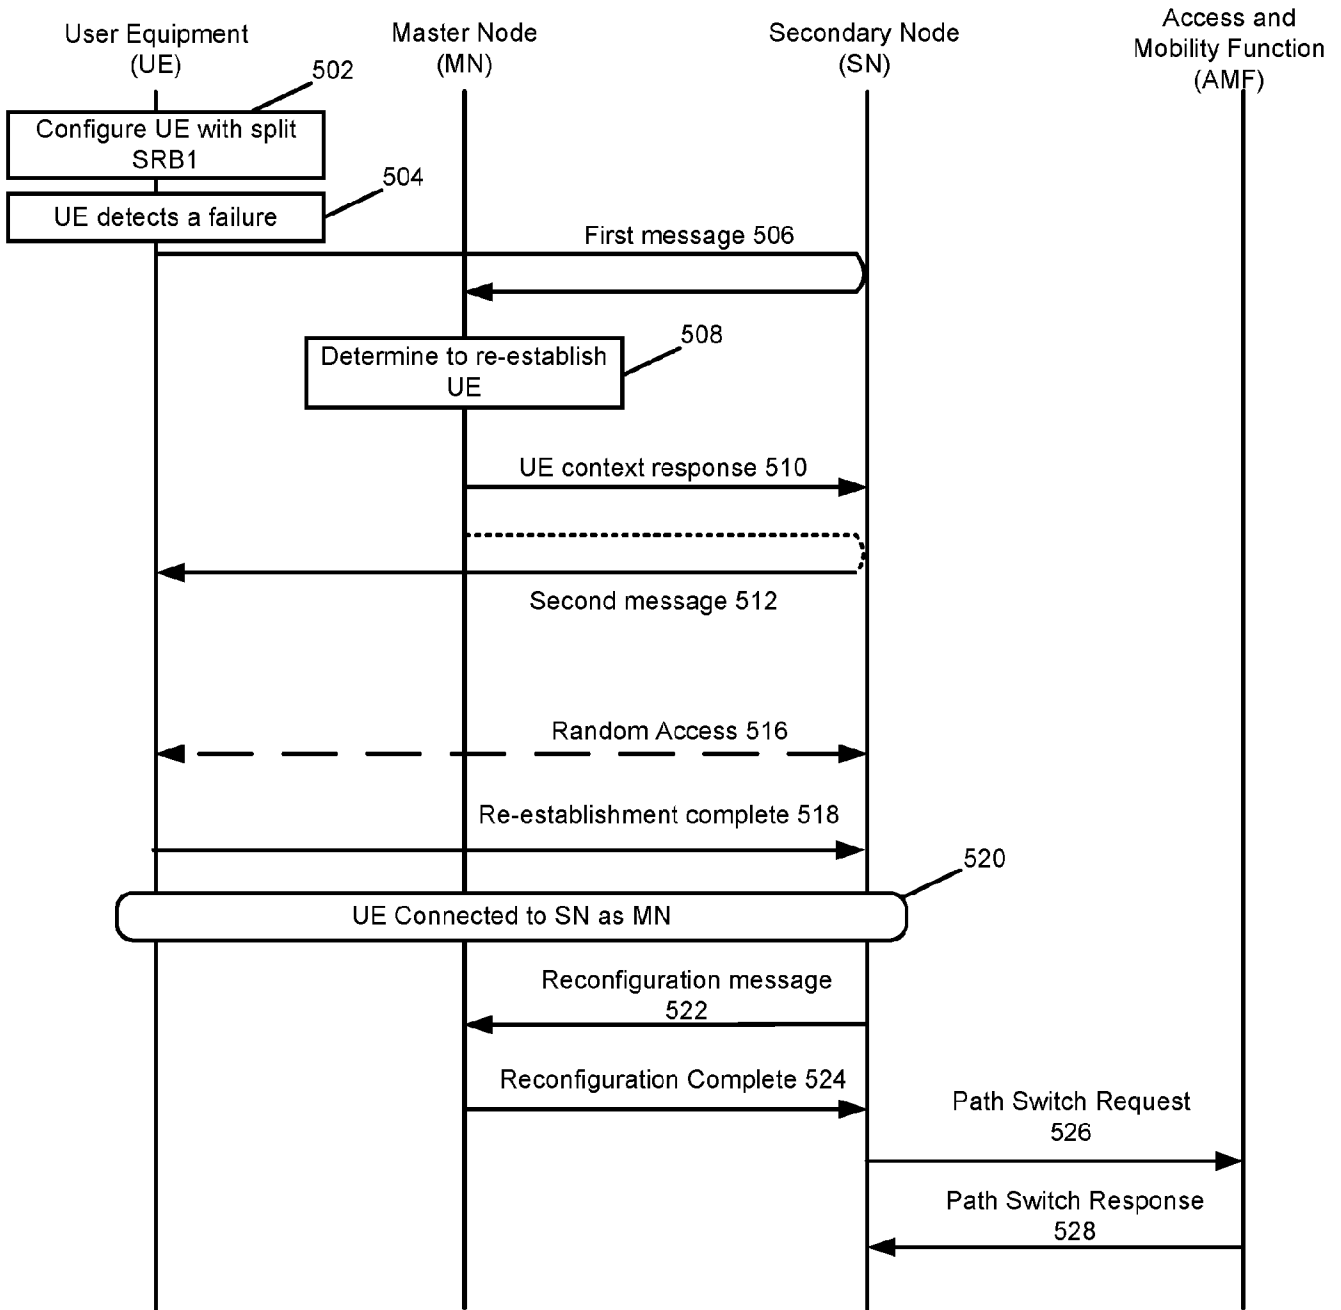 User Equipment
(UE)
Master Node
(MN)
Secondary Node
(SN)
Access and
Mobility Function
(AMF)
502
Configure UE with split
SRB1
504
UE detects a failure
First message 506
508
Determine to re-establish
UE
UE context response 510
Second message 512
Random Access 516
Re-establishment complete 518
520
UE Connected to SN as MN
Reconfiguration message
522
Reconfiguration Complete 524
Path Switch Request
526
Path Switch Response
528